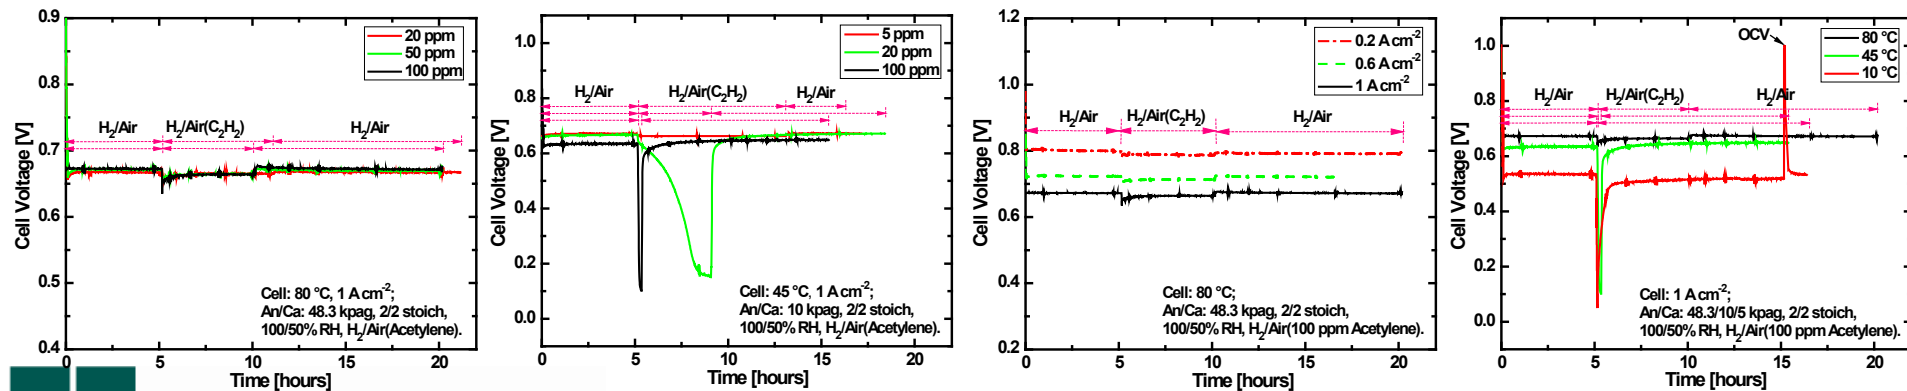 0.9
0.8
0.7
0.6
0.5
0.4
Cell Voltage [V]
20 ppm
50 ppm
100 ppm
H2/Air
H2/Air(C2H2)
H2/Air
Cell: 80 °C, 1 A cm-2;
An/Ca: 48.3 kpag, 2/2 stoich,
100/50% RH, H2/Air(Acetylene).
0 5 10 15 20
Time [hours]
1.0
0.8
0.6
0.4
0.2
0.0
Cell Voltage [V]
5 ppm
20 ppm
100 ppm
H2/Air
H2/Air(C2H2)
H2/Air
Cell: 45 °C, 1 A cm-2;
An/Ca: 10 kpag, 2/2 stoich,
100/50% RH, H2/Air(Acetylene).
0 5 10 15 20
Time [hours]
1.2
1.0
0.8
0.6
0.4
0.2
Cell Voltage [V]
0.2 A cm-2
0.6 A cm-2
1 A cm-2
H2/Air
H2/Air(C2H2)
H2/Air
Cell: 80 °C;
An/Ca: 48.3 kpag, 2/2 stoich,
100/50% RH, H2/Air(100 ppm Acetylene).
0 5 10 15 20
Time [hours]
1.0
0.8
0.6
0.4
0.2
0.0
Cell Voltage [V]
OCV
80 °C
45 °C
10 °C
H2/Air
H2/Air(C2H2)
H2/Air
Cell: 1 A cm-2;
An/Ca: 48.3/10/5 kpag, 2/2 stoich,
100/50% RH, H2/Air(100 ppm Acetylene).
0 5 10 15 20
Time [hours]